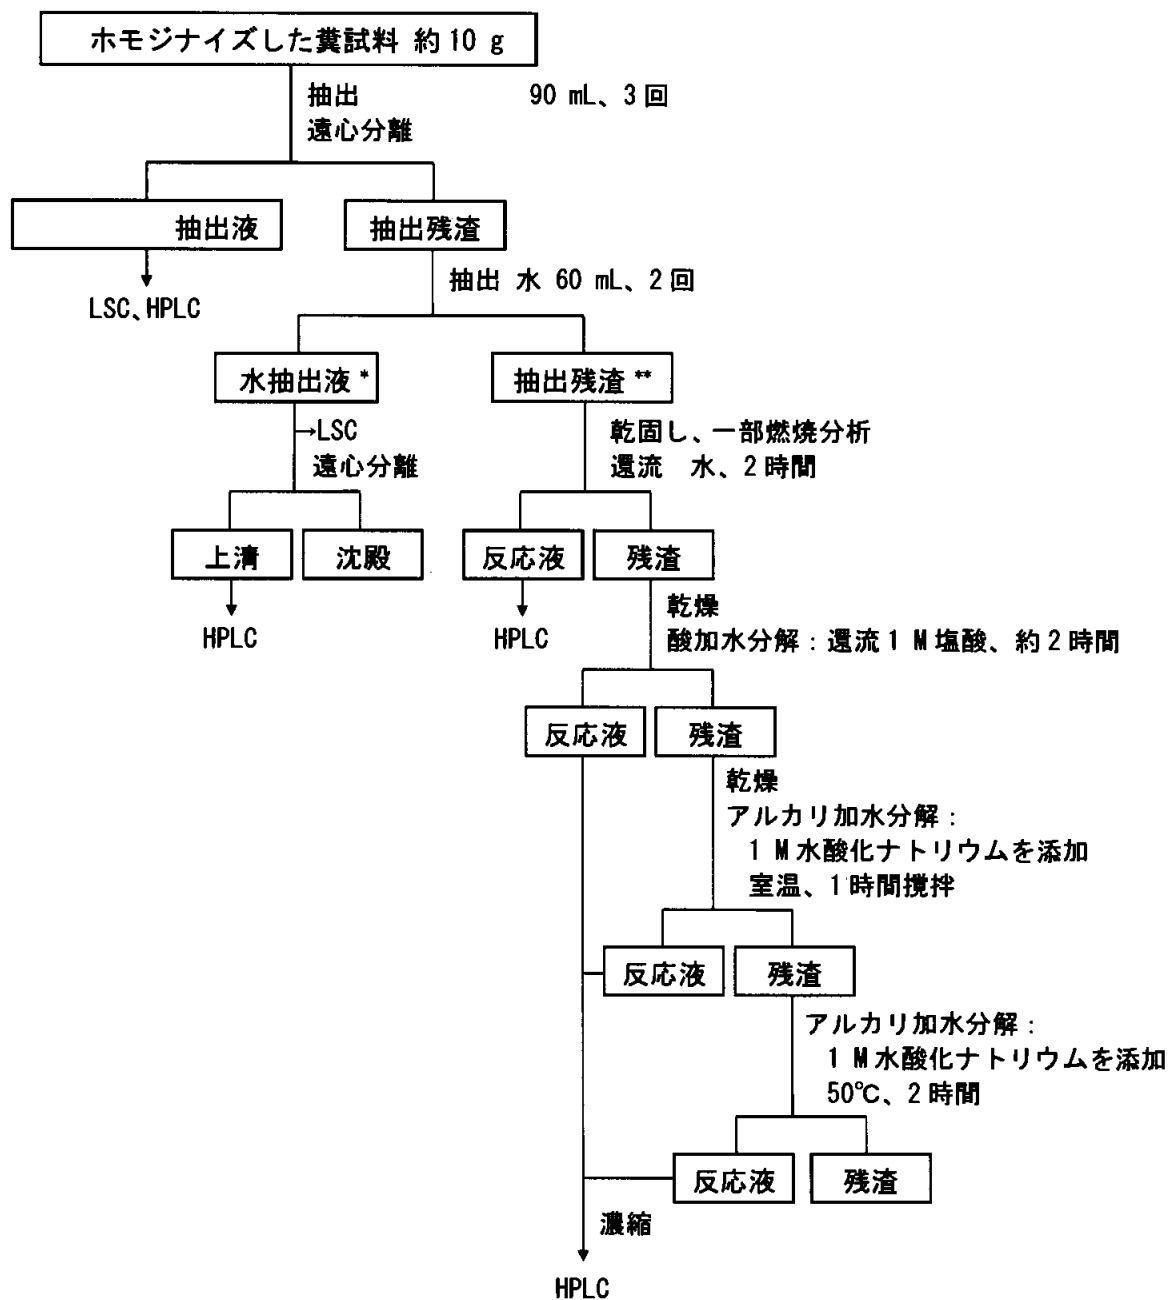 ホモジナイズした糞試料 約10 g
抽出 90 mL、3回
遠心分離
抽出液
抽出残渣
LSC、HPLC
抽出 水 60 mL、2回
水抽出液 *
抽出残渣 **
→LSC
遠心分離
乾固し、一部燃焼分析
還流 水、2時間
上清
沈殿
反応液
残渣
HPLC
HPLC
乾燥
酸加水分解：還流1 M塩酸、約2時間
反応液
残渣
乾燥
アルカリ加水分解：
1 M水酸化ナトリウムを添加
室温、1時間撹拌
反応液
残渣
アルカリ加水分解：
1 M水酸化ナトリウムを添加
50℃、2時間
反応液
残渣
濃縮
HPLC